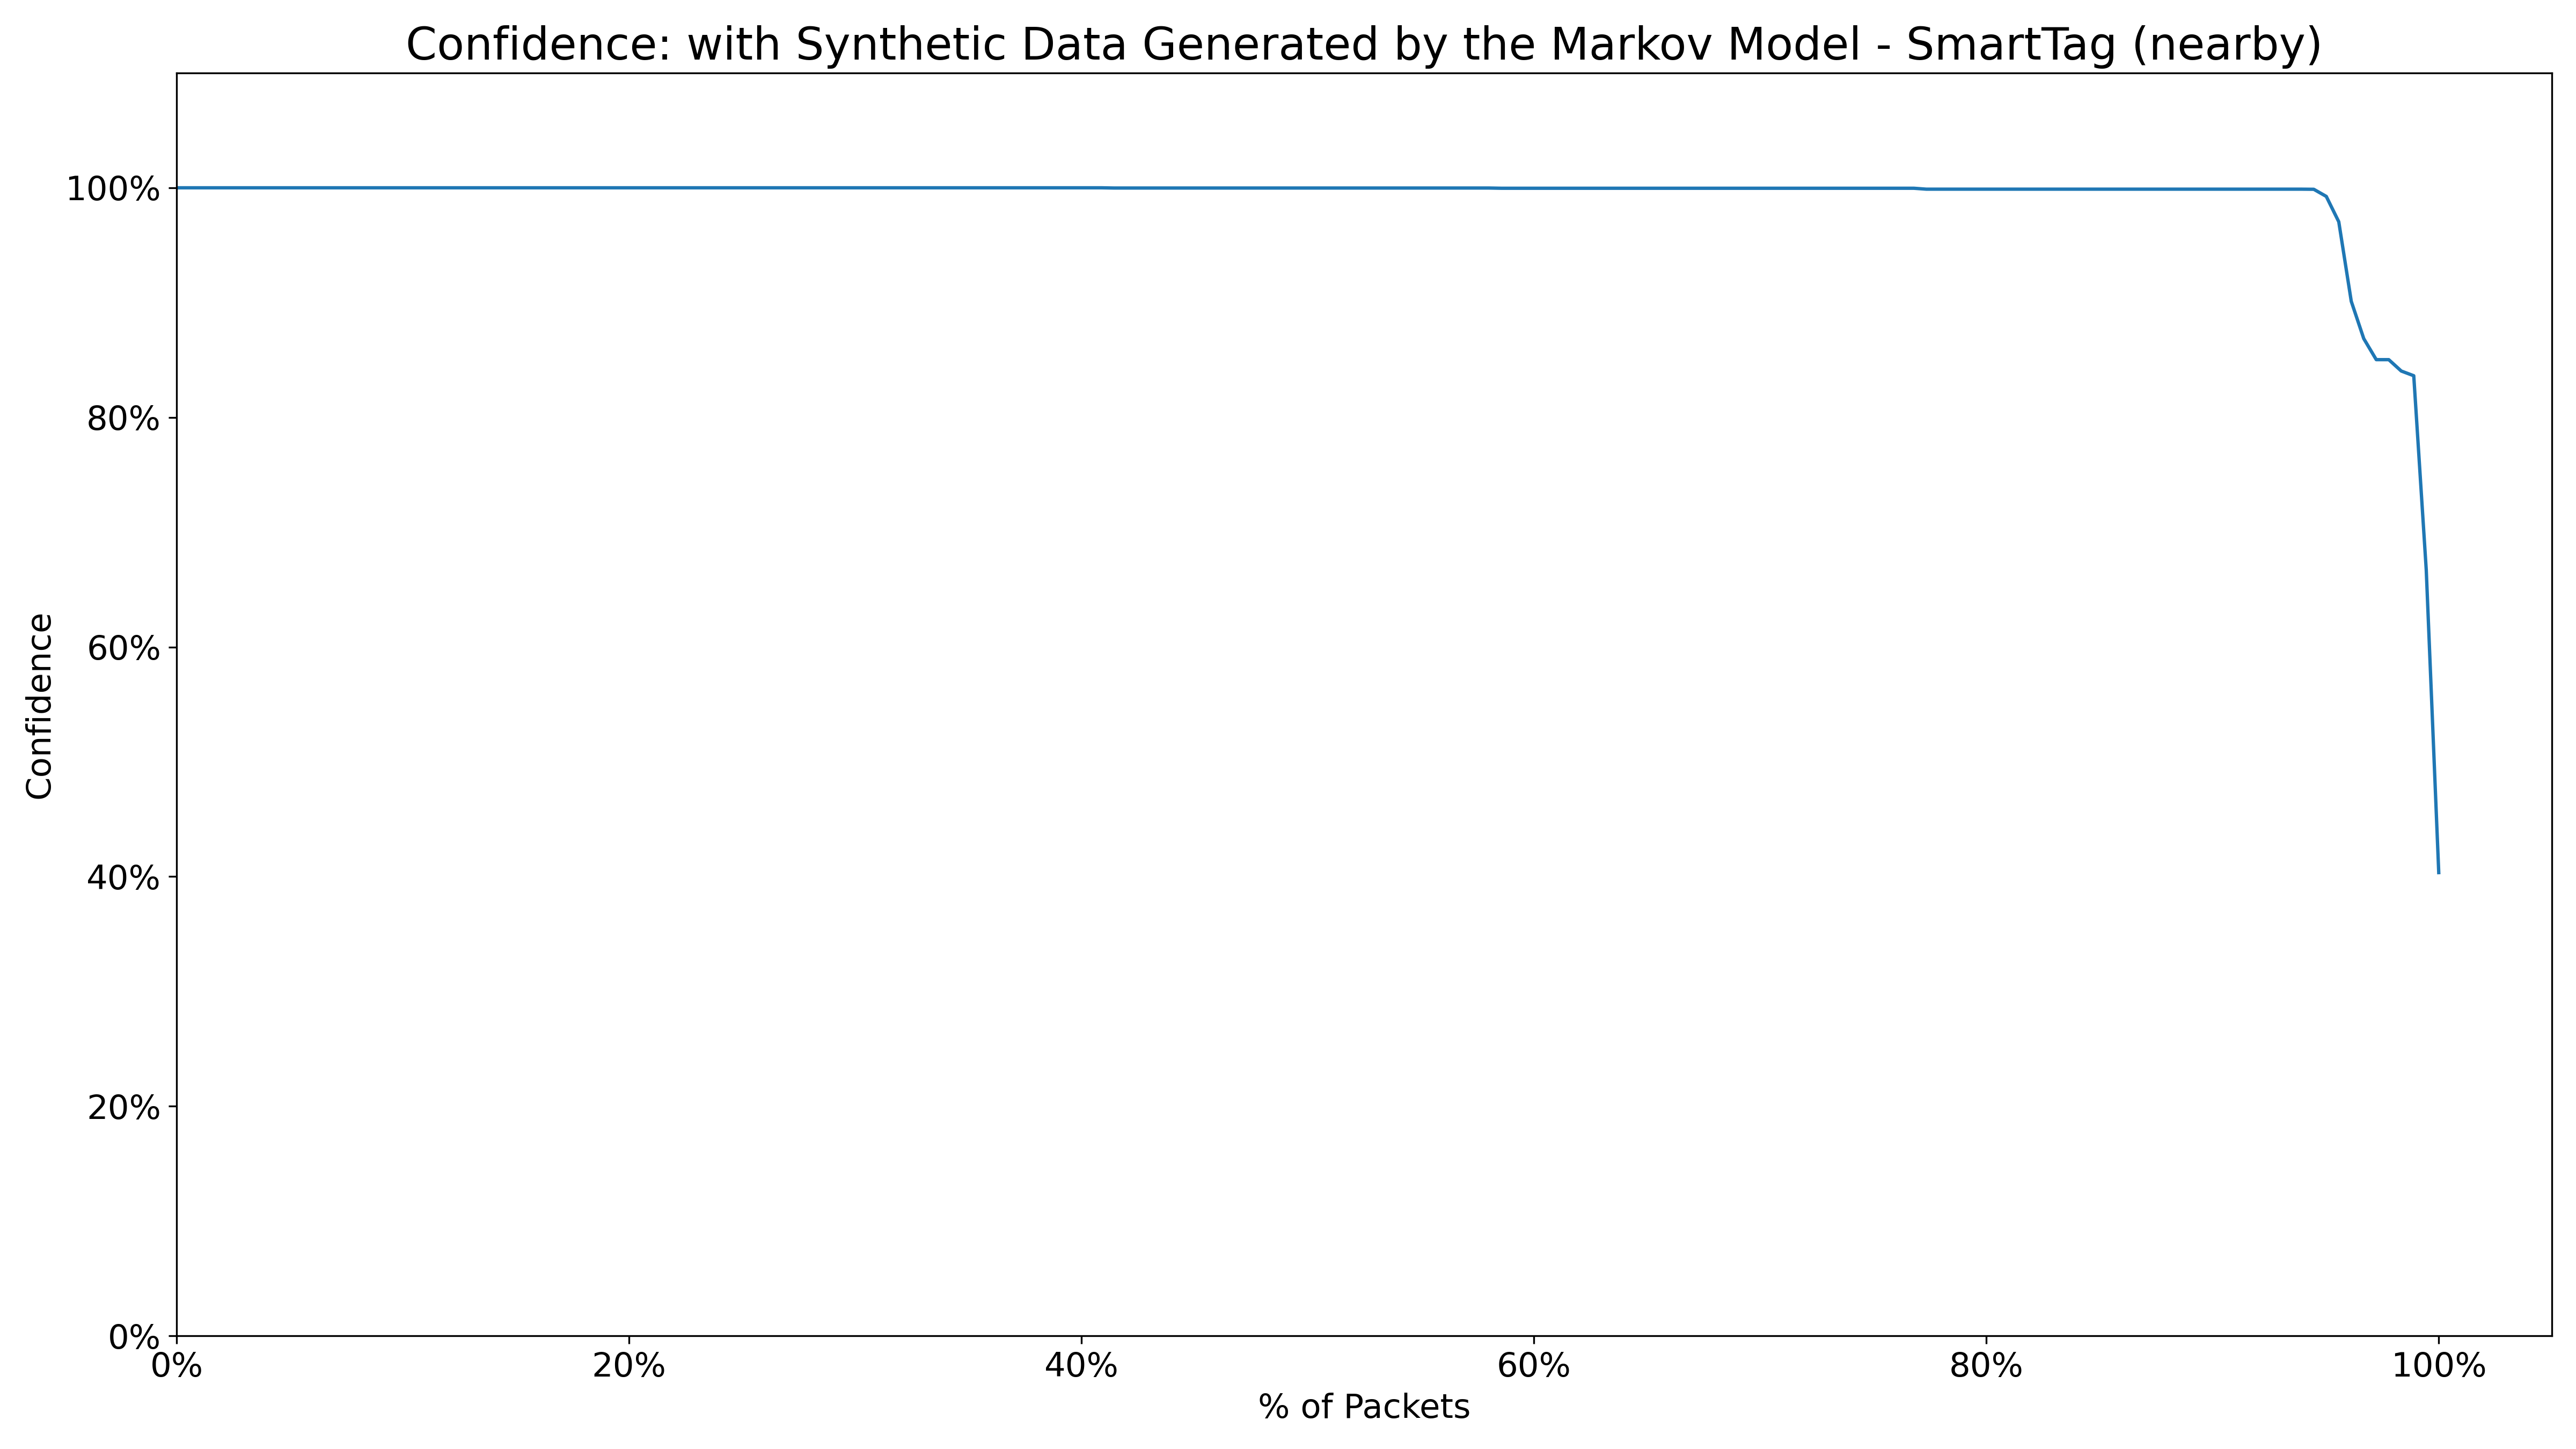 Confidence: with Synthetic Data Generated by the Markov Model - SmartTag (nearby)
100%
80%
60%
40%
20%
0%
Confidence
0% 20% 40% 60% 80% 100%
% of Packets